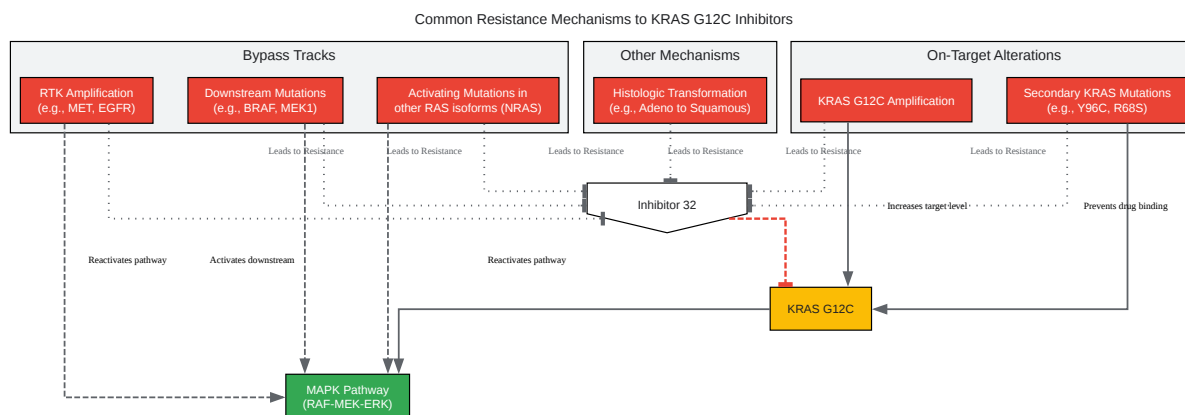 Common Resistance Mechanisms to KRAS G12C Inhibitors
Bypass Tracks
Other Mechanisms
On-Target Alterations
RTK Amplification
(e.g., MET, EGFR)
Downstream Mutations
(e.g., BRAF, MEK1)
Activating Mutations in
other RAS isoforms (NRAS)
Histologic Transformation
(e.g., Adeno to Squamous)
KRAS G12C Amplification
Secondary KRAS Mutations
(e.g., Y96C, R68S)
Leads to Resistance
Leads to Resistance
Leads to Resistance
Leads to Resistance
Leads to Resistance
Leads to Resistance
Inhibitor 32
Increases target level
Prevents drug binding
Reactivates pathway
Activates downstream
Reactivates pathway
KRAS G12C
MAPK Pathway
(RAF-MEK-ERK)